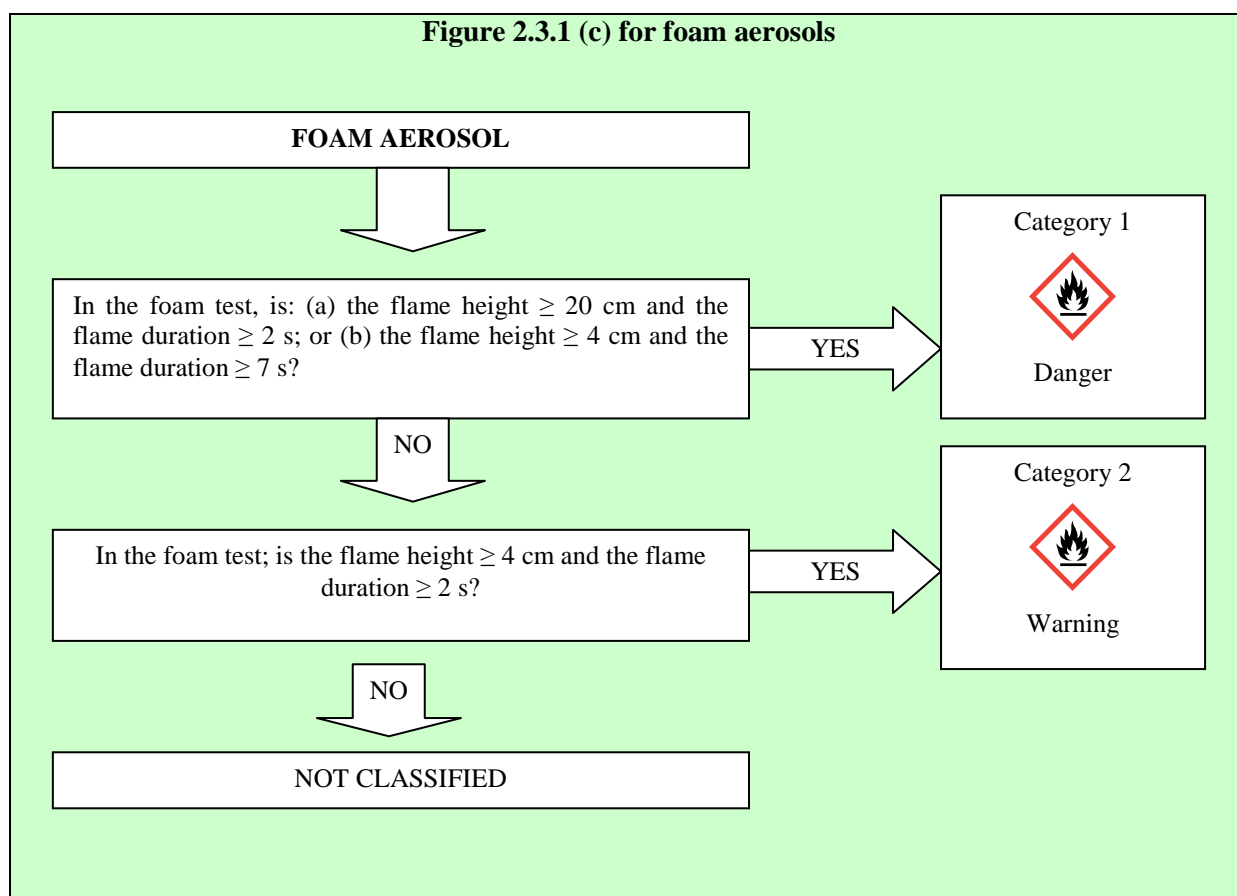 Figure 2.3.1 (c) for foam aerosols
FOAM AEROSOL
In the foam test, is: (a) the flame height ≥ 20 cm and the
flame duration ≥ 2 s; or (b) the flame height ≥ 4 cm and the
flame duration ≥ 7 s?
YES
Category 1
Danger
NO
In the foam test; is the flame height ≥ 4 cm and the flame
duration ≥ 2 s?
YES
Category 2
Warning
NO
NOT CLASSIFIED